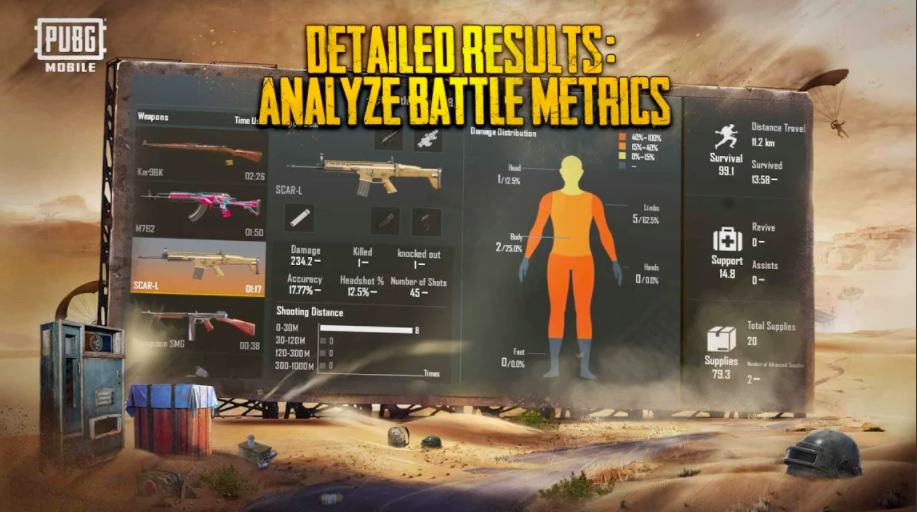 PUBG
MOBILE
DETAILED RESULTS:
ANALYZE BATTLE METRICS
Weapons
Kar98K
02:26
M762
01:50
SCAR-L
01:17
SMG
00:38
SCAR-L
Damage
234.2 –
Killed
1 –
knocked out
1 –
Accuracy
17.77% –
Headshot %
12.5% –
Number of Shots
45 –
Shooting Distance
0-30M
8
30-120M
0
120-300M
0
300-1000M
0
Times
Damage Distribution
40%-100%
15%-40%
0%-15%
Head
1/12.5%
Limbs
5/62.5%
Body
2/25.0%
Hands
0/0.0%
Feet
0/0.0%
Survival
99.1
Distance Travel
11.2 km
Survived
13:58 –
Support
14.8
Revive
0 –
Assists
0 –
Supplies
79.3
Total Supplies
20
Number of Advanced Supplies
2 –